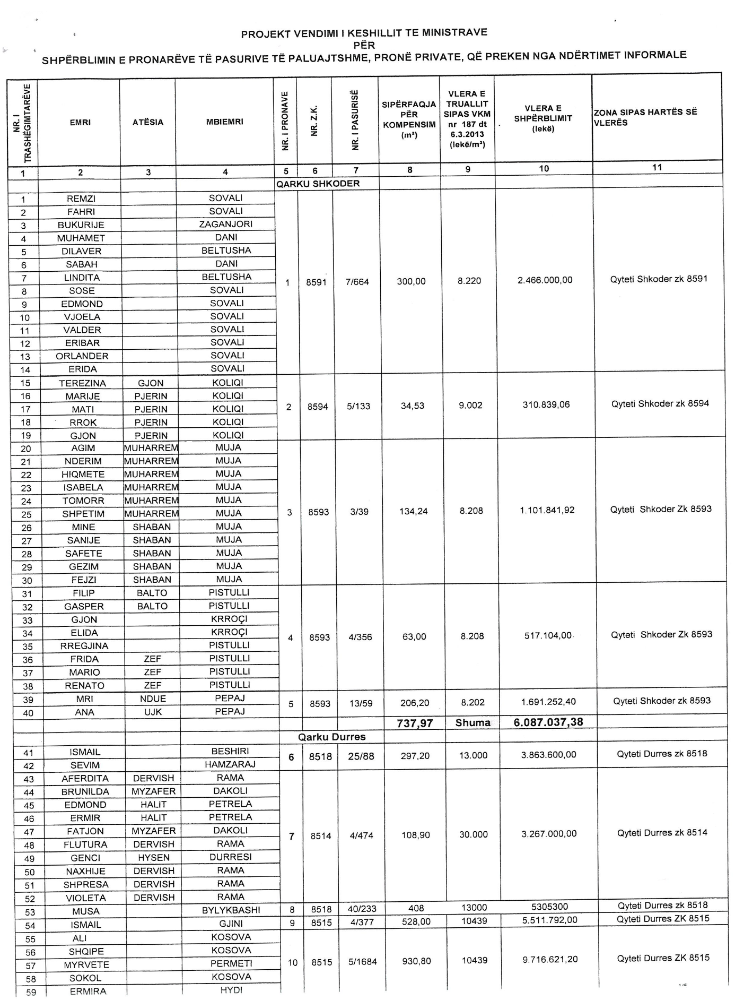 PROJEKT VENDIMI I KESHILLIT TE MINISTRAVE
PËR
SHPËRBLIMIN E PRONARËVE TË PASURIVE TË PALUAJTSHME, PRONË PRIVATE, QË PREKEN NGA NDËRTIMET INFORMALE
NR. I TRASHËGIMTARËVE EMRI ATËSIA MBIEMRI NR. I PRONAVE NR. Z.K. NR. I PASURISË SIPËRFAQJA PËR KOMPENSIM (m²) VLERA E TRUALLIT SIPAS VKM nr 187 dt 6.3.2013 (lekë/m²) VLERA E SHPËRBLIMIT (lekë) ZONA SIPAS HARTËS SË VLERËS
1 2 3 4 5 6 7 8 9 10 11
QARKU SHKODER
1 REMZI SOVALI
2 FAHRI SOVALI
3 BUKURIJE ZAGANJORI
4 MUHAMET DANI
5 DILAVER BELTUSHA
6 SABAH DANI
7 LINDITA BELTUSHA 1 8591 7/664 300,00 8.220 2.466.000,00 Qyteti Shkoder zk 8591
8 SOSE SOVALI
9 EDMOND SOVALI
10 VJOELA SOVALI
11 VALDER SOVALI
12 ERIBAR SOVALI
13 ORLANDER SOVALI
14 ERIDA SOVALI
15 TEREZINA GJON KOLIQI
16 MARIJE PJERIN KOLIQI
17 MATI PJERIN KOLIQI 2 8594 5/133 34,53 9.002 310.839,06 Qyteti Shkoder zk 8594
18 RROK PJERIN KOLIQI
19 GJON PJERIN KOLIQI
20 AGIM MUHARREM MUJA
21 NDERIM MUHARREM MUJA
22 HIQMETE MUHARREM MUJA
23 ISABELA MUHARREM MUJA
24 TOMORR MUHARREM MUJA
25 SHPETIM MUHARREM MUJA 3 8593 3/39 134,24 8.208 1.101.841,92 Qyteti Shkoder Zk 8593
26 MINE SHABAN MUJA
27 SANIJE SHABAN MUJA
28 SAFETE SHABAN MUJA
29 GEZIM SHABAN MUJA
30 FEJZI SHABAN MUJA
31 FILIP BALTO PISTULLI
32 GASPER BALTO PISTULLI
33 GJON KRROÇI
34 ELIDA KRROÇI 4 8593 4/356 63,00 8.208 517.104,00 Qyteti Shkoder Zk 8593
35 RREGJINA PISTULLI
36 FRIDA ZEF PISTULLI
37 MARIO ZEF PISTULLI
38 RENATO ZEF PISTULLI
39 MRI NDUE PEPAJ 5 8593 13/59 206,20 8.202 1.691.252,40 Qyteti Shkoder zk 8593
40 ANA UJK PEPAJ
737,97 Shuma 6.087.037,38
Qarku Durres
41 ISMAIL BESHIRI 6 8518 25/88 297,20 13.000 3.863.600,00 Qyteti Durres zk 8518
42 SEVIM HAMZARAJ
43 AFERDITA DERVISH RAMA
44 BRUNILDA MYZAFER DAKOLI
45 EDMOND HALIT PETRELA
46 ERMIR HALIT PETRELA
47 FATJON MYZAFER DAKOLI 7 8514 4/474 108,90 30.000 3.267.000,00 Qyteti Durres zk 8514
48 FLUTURA DERVISH RAMA
49 GENCI HYSEN DURRESI
50 NAXHIJE DERVISH RAMA
51 SHPRESA DERVISH RAMA
52 VIOLETA DERVISH RAMA
53 MUSA BYLYKBASHI 8 8518 40/233 408 13000 5305300 Qyteti Durres zk 8518
54 ISMAIL GJINI 9 8515 4/377 528,00 10439 5.511.792,00 Qyteti Durres ZK 8515
55 ALI KOSOVA
56 SHQIPE KOSOVA
57 MYRVETE PERMETI 10 8515 5/1684 930,80 10439 9.716.621,20 Qyteti Durres ZK 8515
58 SOKOL KOSOVA
59 ERMIRA HYDI
1/5